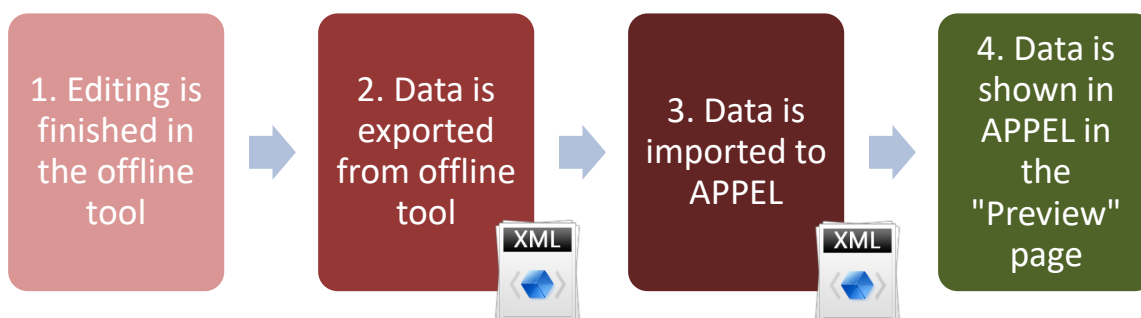 1. Editing is
finished in
the offline
tool
2. Data is
exported
from offline
tool
XML
3. Data is
imported to
APPEL
XML
4. Data is
shown in
APPEL in
the
"Preview"
page